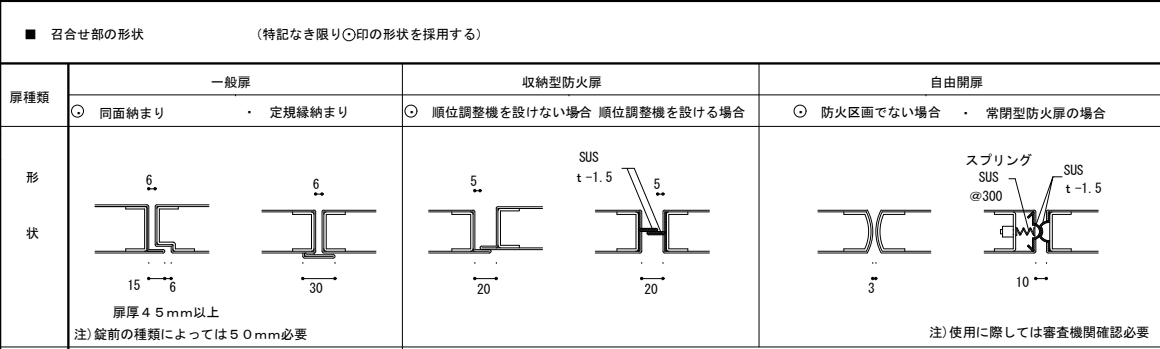 ■ 召合せ部の形状 (特記なき限り⊙印の形状を採用する)
扉種類 一般扉 収納型防火扉 自由開扉
⊙ 同面納まり ・ 定規縁納まり ⊙ 順位調整機を設けない場合 順位調整機を設ける場合 ⊙ 防火区画でない場合 ・ 常閉型防火扉の場合
形状
6
15 6
扉厚45mm以上
注)錠前の種類によっては50mm必要
6
30
5
20
SUS
t-1.5
5
20
3
スプリング
SUS
@300
SUS
t-1.5
10
注)使用に際しては審査機関確認必要